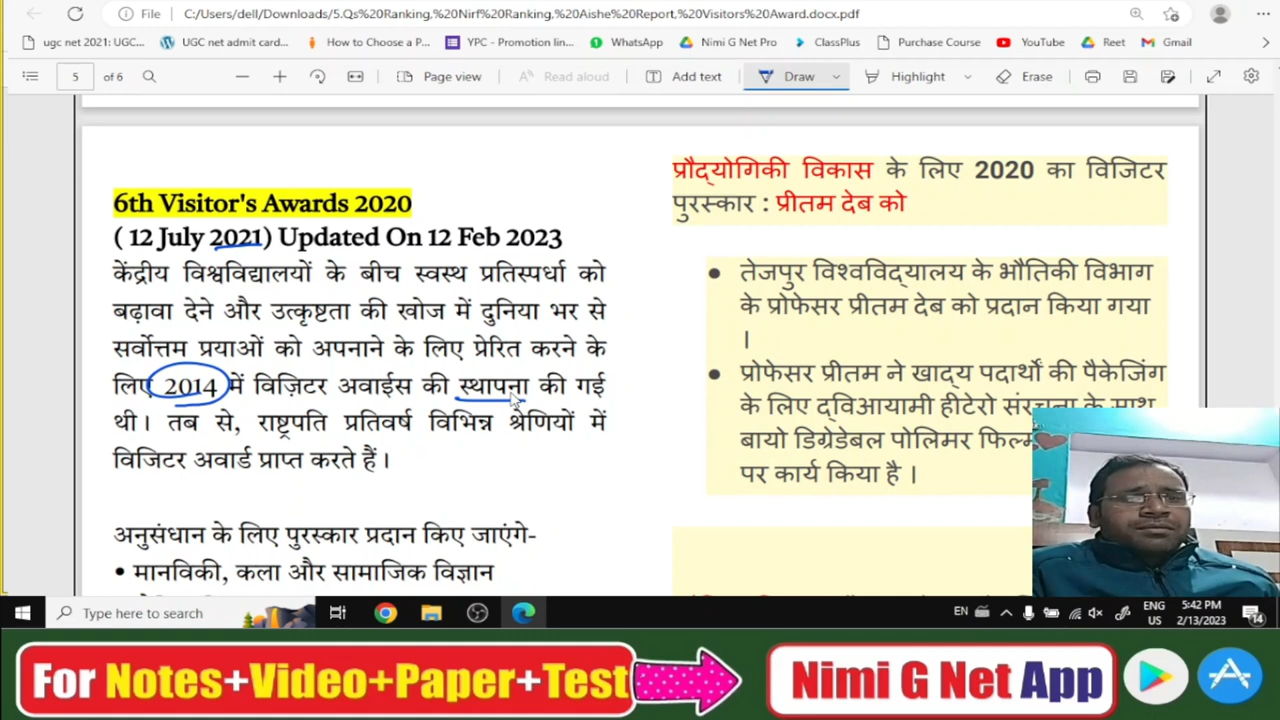 File
C:/Users/dell/Downloads/5.Qs%20Ranking,%20Nirf%20Ranking,%20Aishe%20Report,%20Visitors%20Award.docx.pdf
ugc net 2021: UGC...
UGC net admit card...
How to Choose a P...
YPC - Promotion lin...
WhatsApp
Nimi G Net Pro
ClassPlus
Purchase Course
YouTube
Reet
Gmail
5 of 6
Page view
Read aloud
Add text
Draw
Highlight
Erase
6th Visitor's Awards 2020
( 12 July 2021) Updated On 12 Feb 2023
केंद्रीय विश्वविद्यालयों के बीच स्वस्थ प्रतिस्पर्धा को
बढ़ावा देने और उत्कृष्टता की खोज में दुनिया भर से
सर्वोत्तम प्रयाओं को अपनाने के लिए प्रेरित करने के
लिए 2014 में विज़िटर अवाईस की स्थापना की गई
थी। तब से, राष्ट्रपति प्रतिवर्ष विभिन्न श्रेणियों में
विजिटर अवार्ड प्राप्त करते हैं।
अनुसंधान के लिए पुरस्कार प्रदान किए जाएंगे-
• मानविकी, कला और सामाजिक विज्ञान
प्रौद्योगिकी विकास के लिए 2020 का विजिटर
पुरस्कार : प्रीतम देब को
● तेजपुर विश्वविद्यालय के भौतिकी विभाग
के प्रोफेसर प्रीतम देब को प्रदान किया गया
।
● प्रोफेसर प्रीतम ने खाद्य पदार्थों की पैकेजिंग
के लिए द्विआयामी हीटेरो संरचना के साथ
बायो डिग्रेडेबल पोलिमर फिल्म
पर कार्य किया है ।
Type here to search
ENG
EN
US
5:42 PM
2/13/2023
14
For Notes+Video+Paper+Test
Nimi G Net App